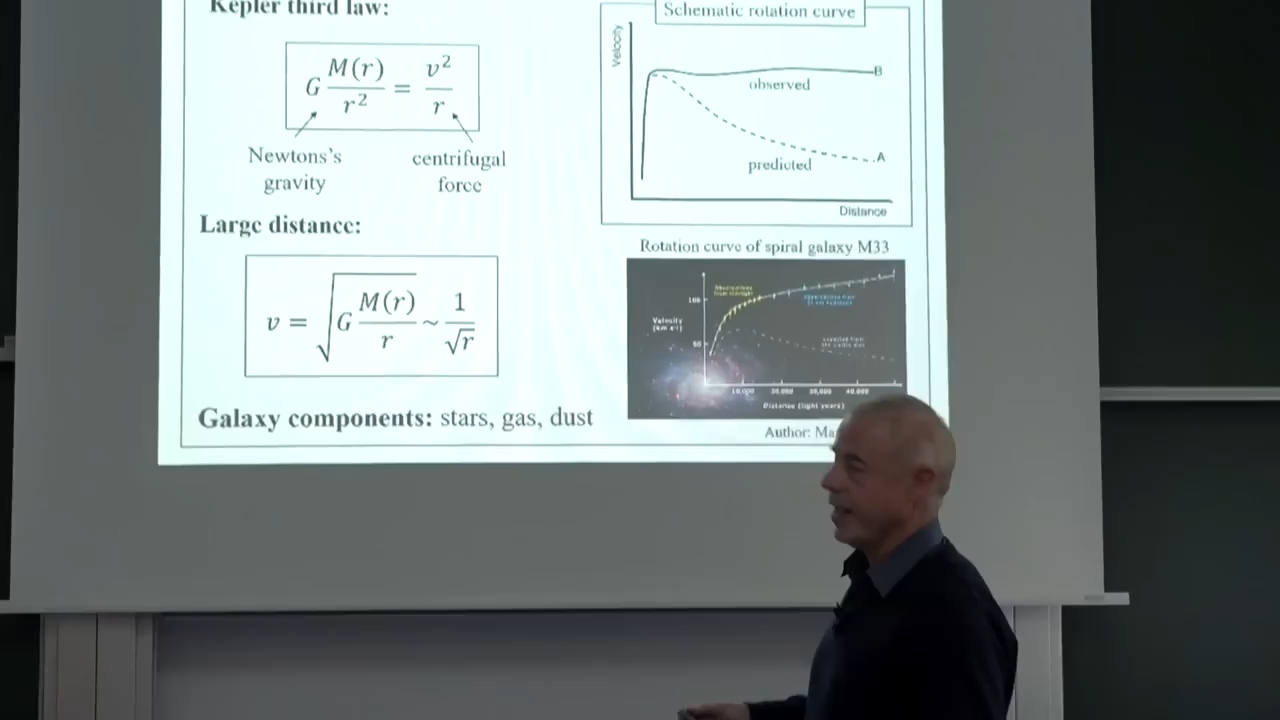 Kepler third law:
G M(r) / r² = v² / r
Newtons's
gravity
centrifugal
force
Large distance:
v = √(G M(r) / r) ~ 1 / √r
Galaxy components: stars, gas, dust
Schematic rotation curve
Velocity
B
observed
A
predicted
Distance
Rotation curve of spiral galaxy M33
100
Velocity
(km s⁻¹)
50
10,000 20,000 30,000 40,000
Distance (light years)
Author: